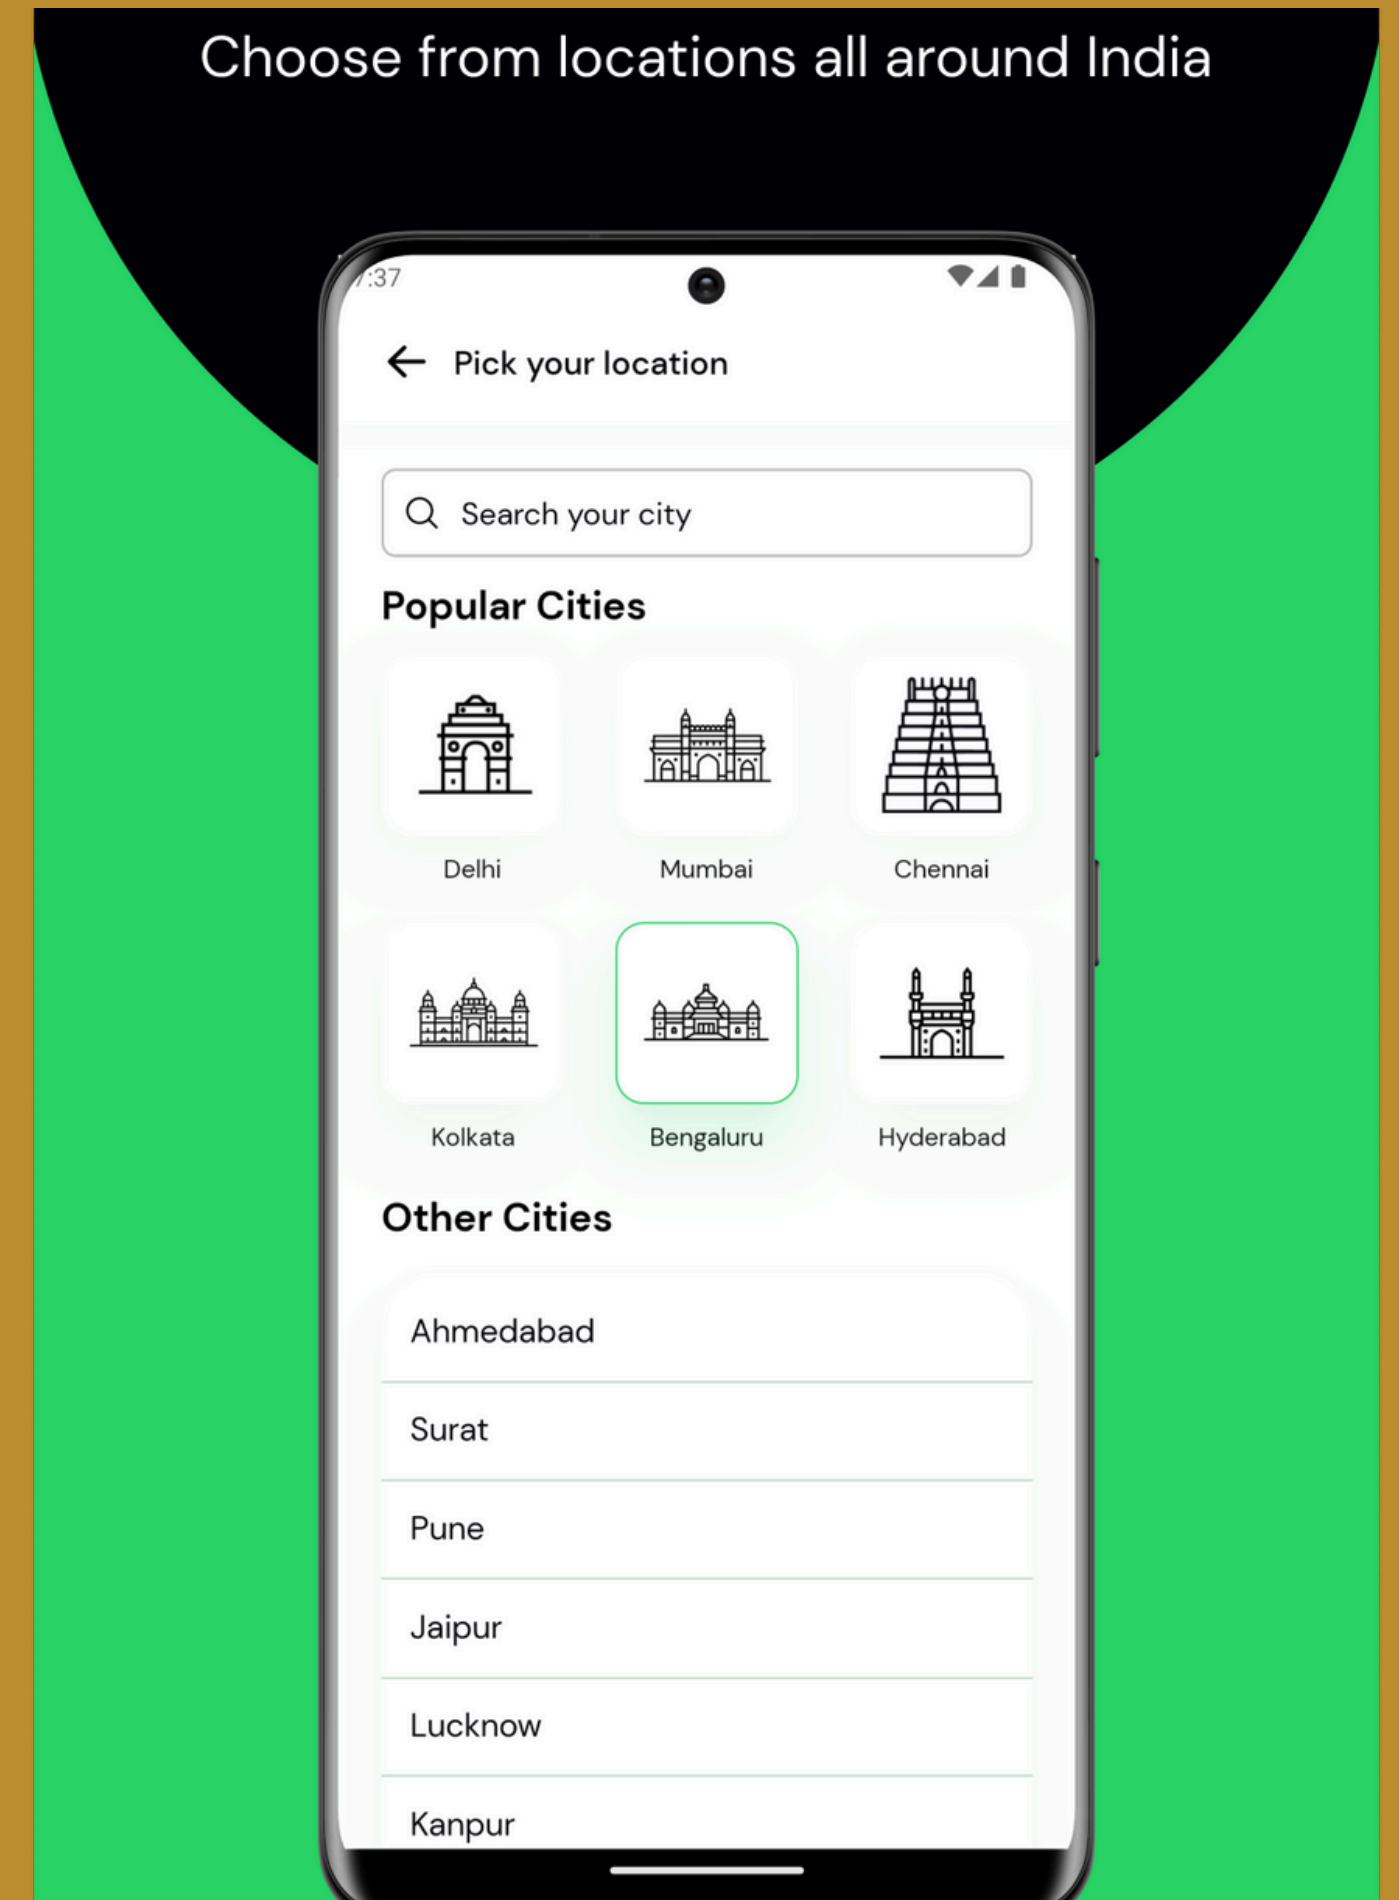 Choose from locations all around India
7:37
Pick your location
Search your city
Popular Cities
Delhi
Mumbai
Chennai
Kolkata
Bengaluru
Hyderabad
Other Cities
Ahmedabad
Surat
Pune
Jaipur
Lucknow
Kanpur